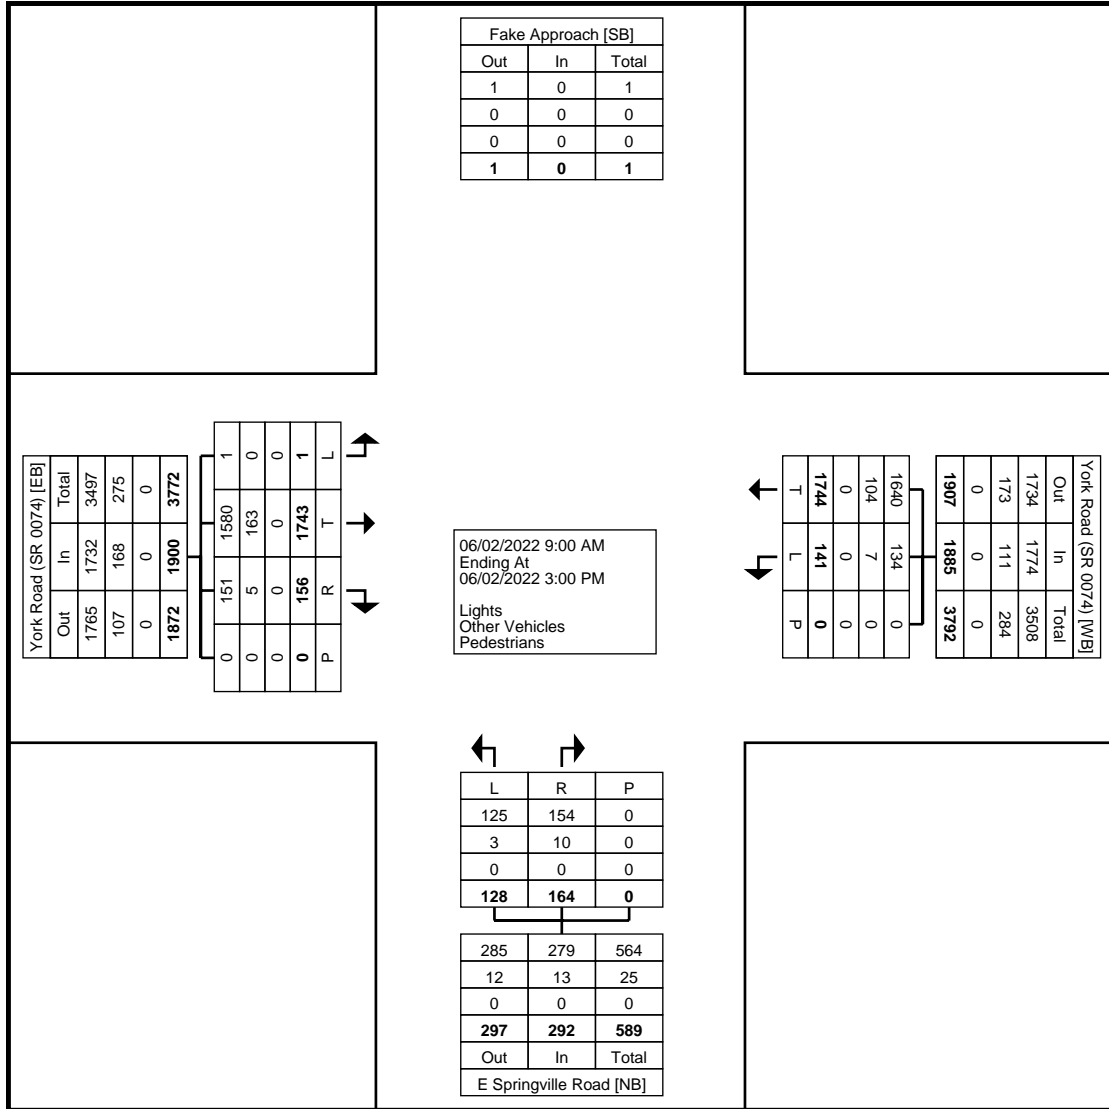 Fake Approach [SB]
Out In Total
1 0 1
0 0 0
0 0 0
1 0 1
York Road (SR 0074) [EB]
Out In Total
1765 1732 3497
107 168 275
0 0 0
1872 1900 3772
0 151 1580 1
0 5 163 0
0 0 0 0
0 156 1743 1
P R T L
06/02/2022 9:00 AM
Ending At
06/02/2022 3:00 PM
Lights
Other Vehicles
Pedestrians
York Road (SR 0074) [WB]
Out In Total
1734 1774 3508
173 111 284
0 0 0
1907 1885 3792
1640 134 0
104 7 0
0 0 0
1744 141 0
T L P
L R P
125 154 0
3 10 0
0 0 0
128 164 0
285 279 564
12 13 25
0 0 0
297 292 589
Out In Total
E Springville Road [NB]